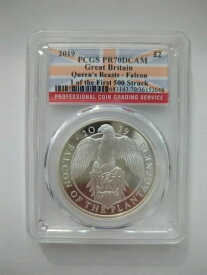 2019 £2
PCGS PR70DCAM
Great Britain
Queen's Beasts - Falcon
1 of the First 500 Struck
PROFESSIONAL COIN GRADING SERVICE
2019
FALCON OF THE PLANTAGENETS